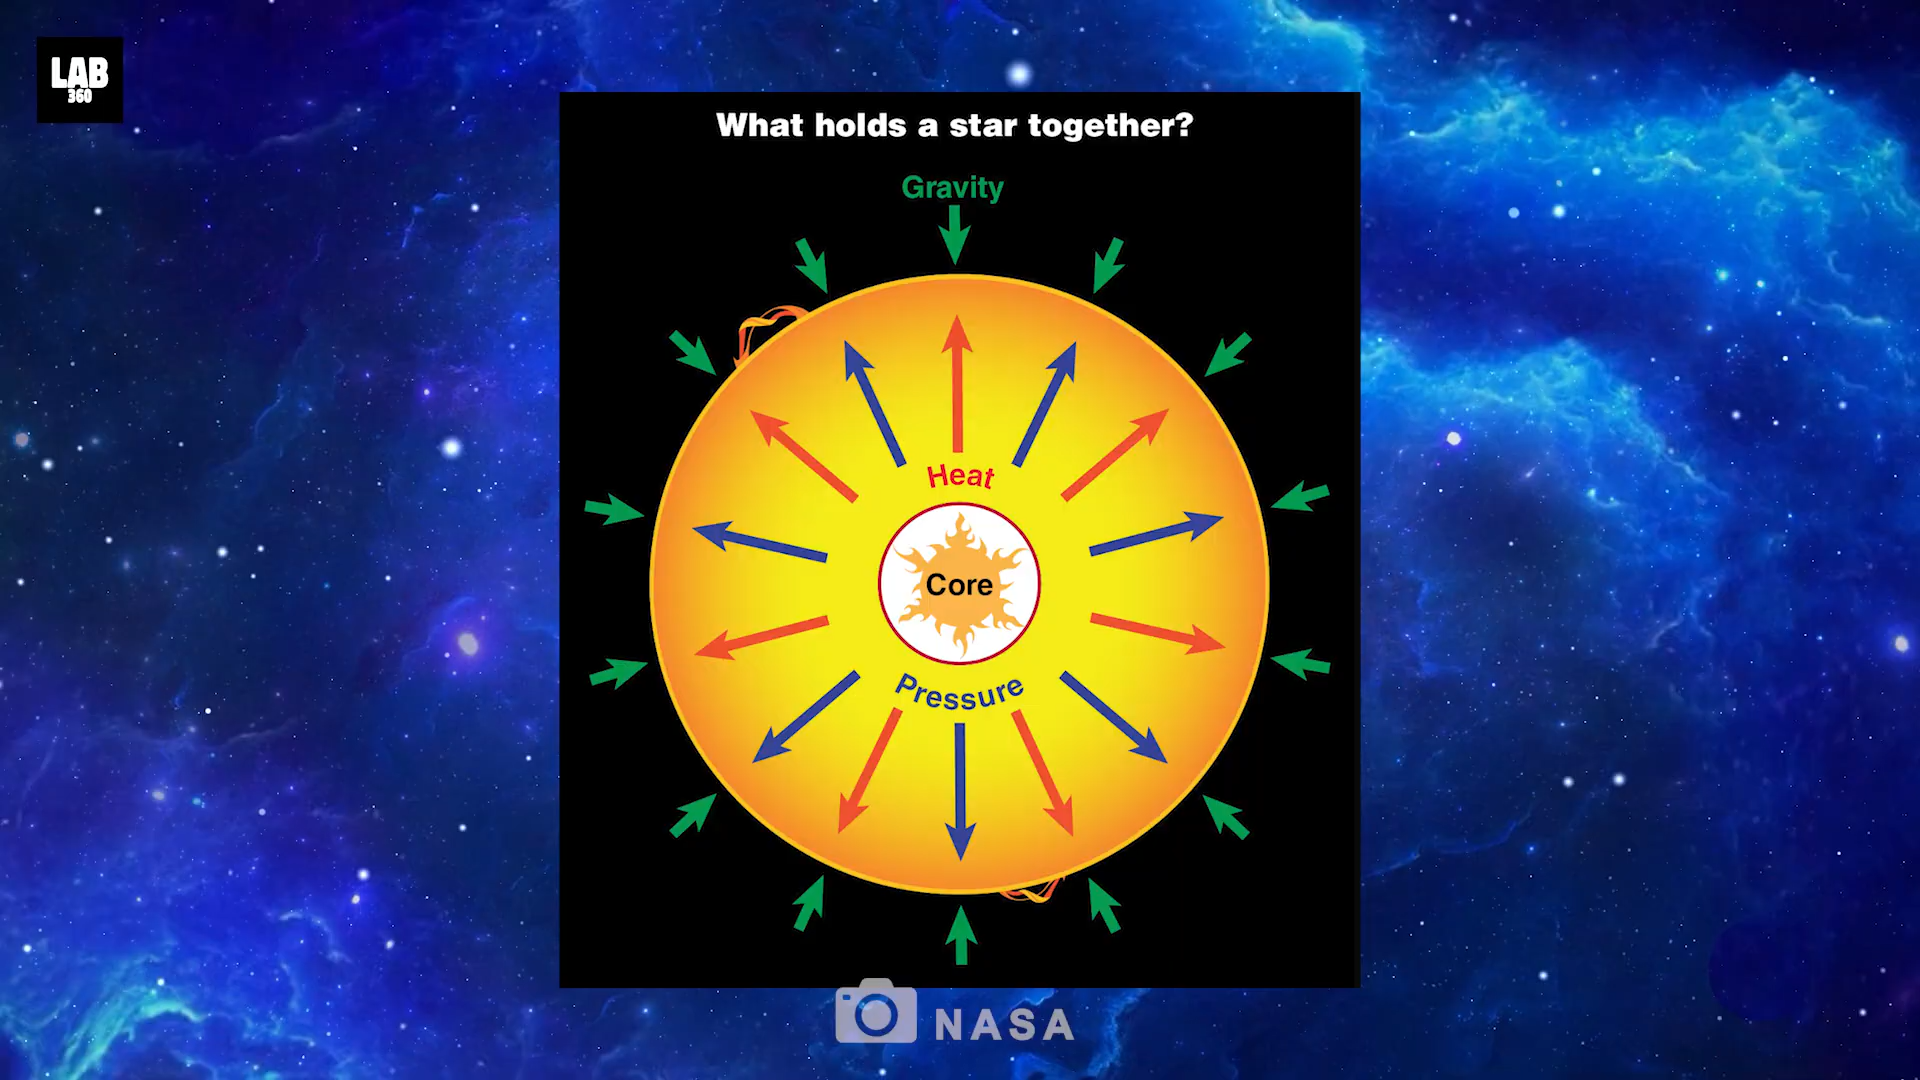 LAB
360
What holds a star together?
Gravity
Heat
Core
Pressure
NASA